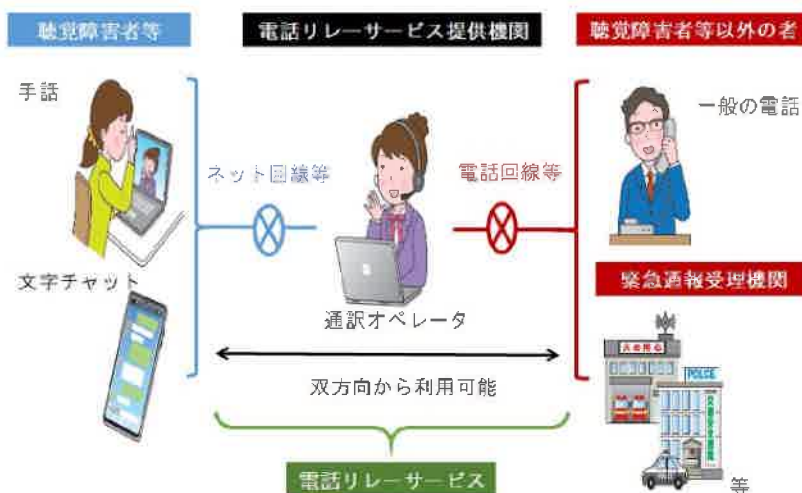 聴覚障害者等
電話リレーサービス提供機関
聴覚障害者等以外の者
手話
一般の電話
ネット回線等
電話回線等
文字チャット
緊急通報受理機関
通訳オペレータ
POLICE
双方向から利用可能
等
電話リレーサービス